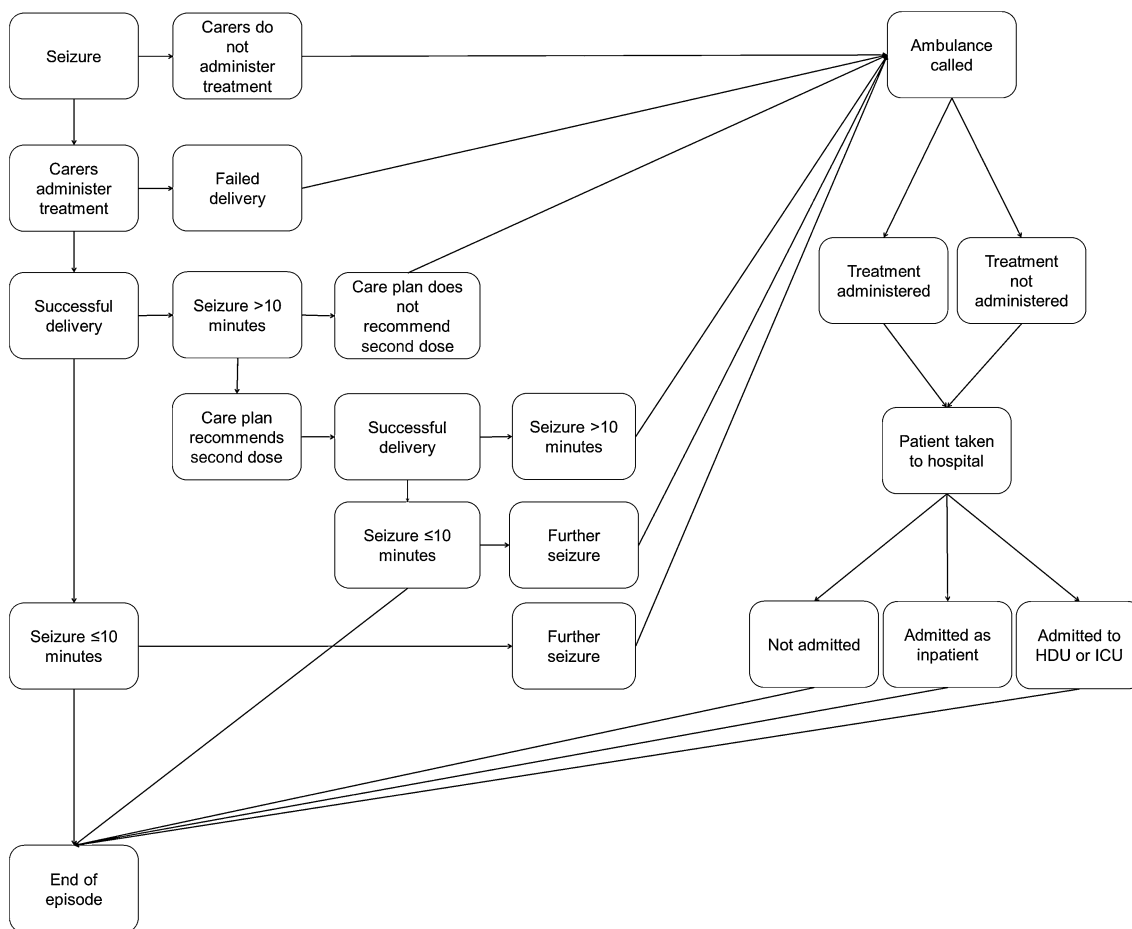 Seizure
Carers do
not
administer
treatment
Ambulance
called
Carers
administer
treatment
Failed
delivery
Successful
delivery
Seizure >10
minutes
Care plan does
not
recommend
second dose
Treatment
administered
Treatment
not
administered
Care plan
recommends
second dose
Successful
delivery
Seizure >10
minutes
Patient taken
to hospital
Seizure ≤10
minutes
Further
seizure
Seizure ≤10
minutes
Further
seizure
Not admitted
Admitted as
inpatient
Admitted to
HDU or ICU
End of
episode